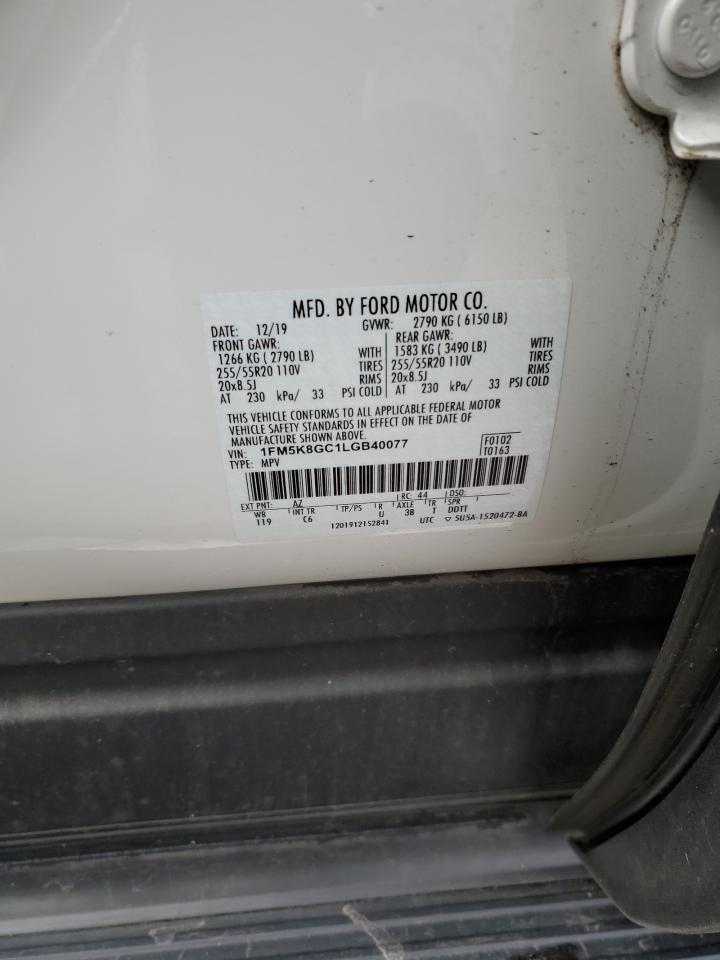 MFD. BY FORD MOTOR CO.
DATE: 12/19 GVWR: 2790 KG ( 6150 LB)
FRONT GAWR: REAR GAWR:
1266 KG ( 2790 LB) WITH 1583 KG ( 3490 LB) WITH
255/55R20 110V TIRES 255/55R20 110V TIRES
20x8.5J RIMS 20x8.5J RIMS
AT 230 kPa/ 33 PSI COLD AT 230 kPa/ 33 PSI COLD
THIS VEHICLE CONFORMS TO ALL APPLICABLE FEDERAL MOTOR
VEHICLE SAFETY STANDARDS IN EFFECT ON THE DATE OF
MANUFACTURE SHOWN ABOVE.
VIN: 1FM5K8GC1LGB40077 F0102
TYPE: MPV T0163
EXT PNT: AZ RC: 44 DSO:
WB INT TR TP/PS R AXLE TR SPR
119 C6 U 3B T DDTT
1201912152841 UTC ▽ 5U5A-1520472-BA